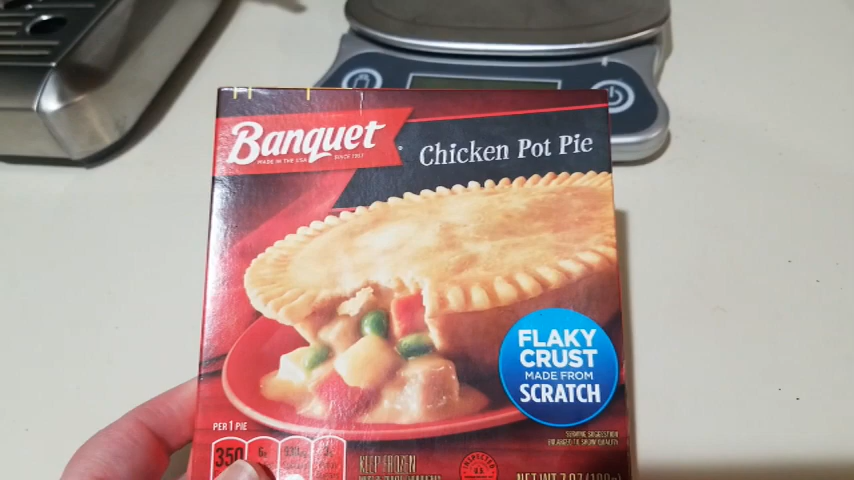 Banquet
MADE IN THE USA SINCE 1953
Chicken Pot Pie
FLAKY
CRUST
MADE FROM
SCRATCH
SERVING SUGGESTION
ENLARGED TO SHOW QUALITY
PER 1 PIE
350
KEEP FROZEN
INSPECTED
NET WT 7 OZ